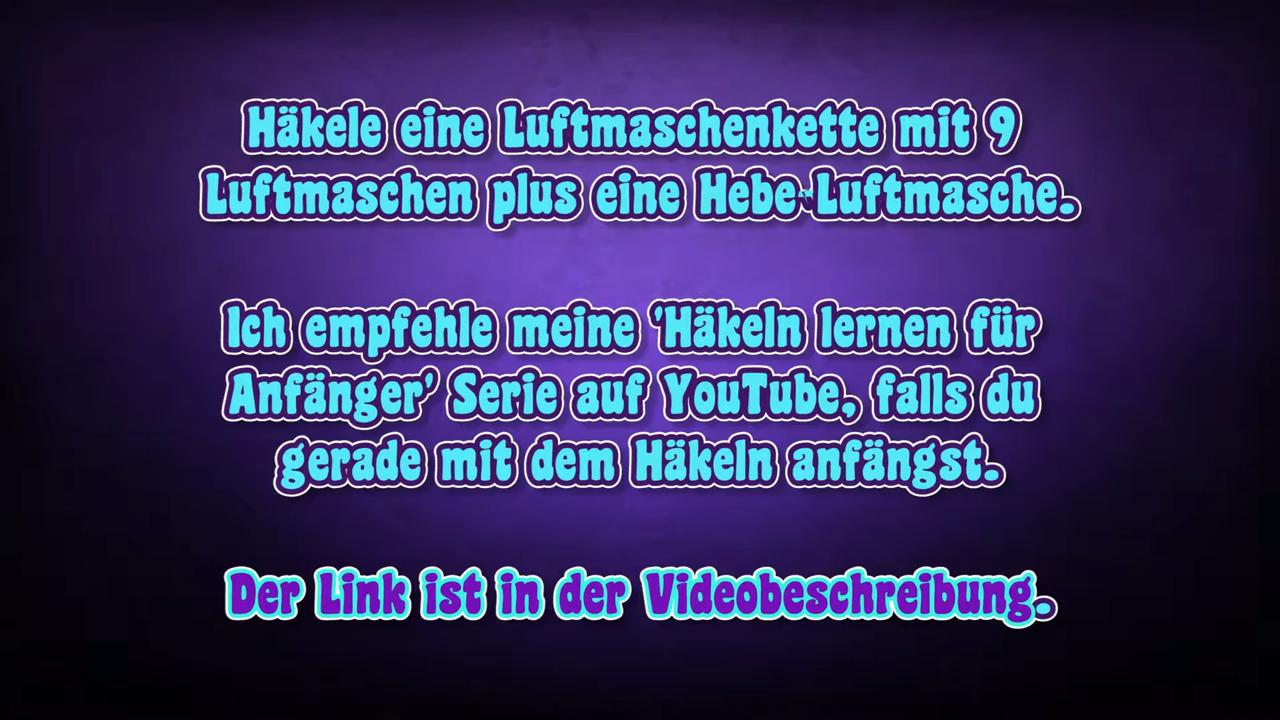 Häkele eine Luftmaschenkette mit 9
Luftmaschen plus eine Hebe-Luftmasche.
Ich empfehle meine 'Häkeln lernen für
Anfänger' Serie auf YouTube, falls du
gerade mit dem Häkeln anfängst.
Der Link ist in der Videobeschreibung.